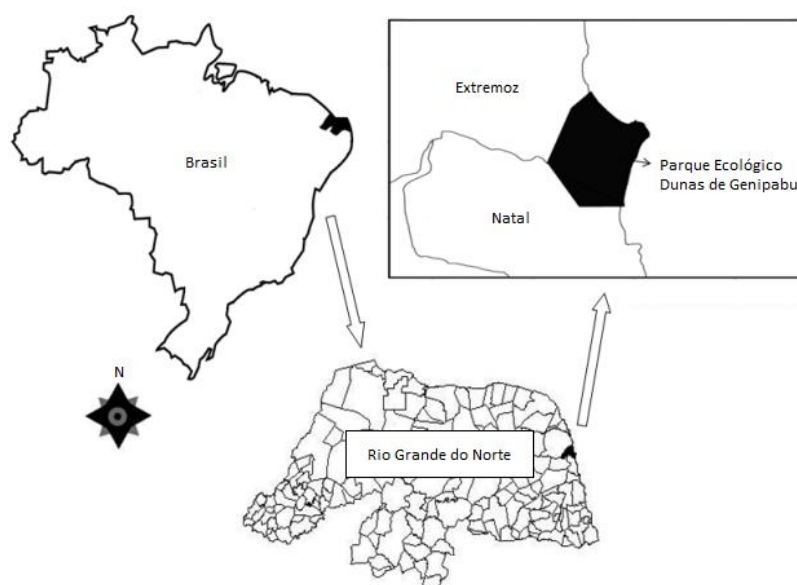 Brasil
Extremoz
Natal
Parque Ecológico
Dunas de Genipabu
N
Rio Grande do Norte